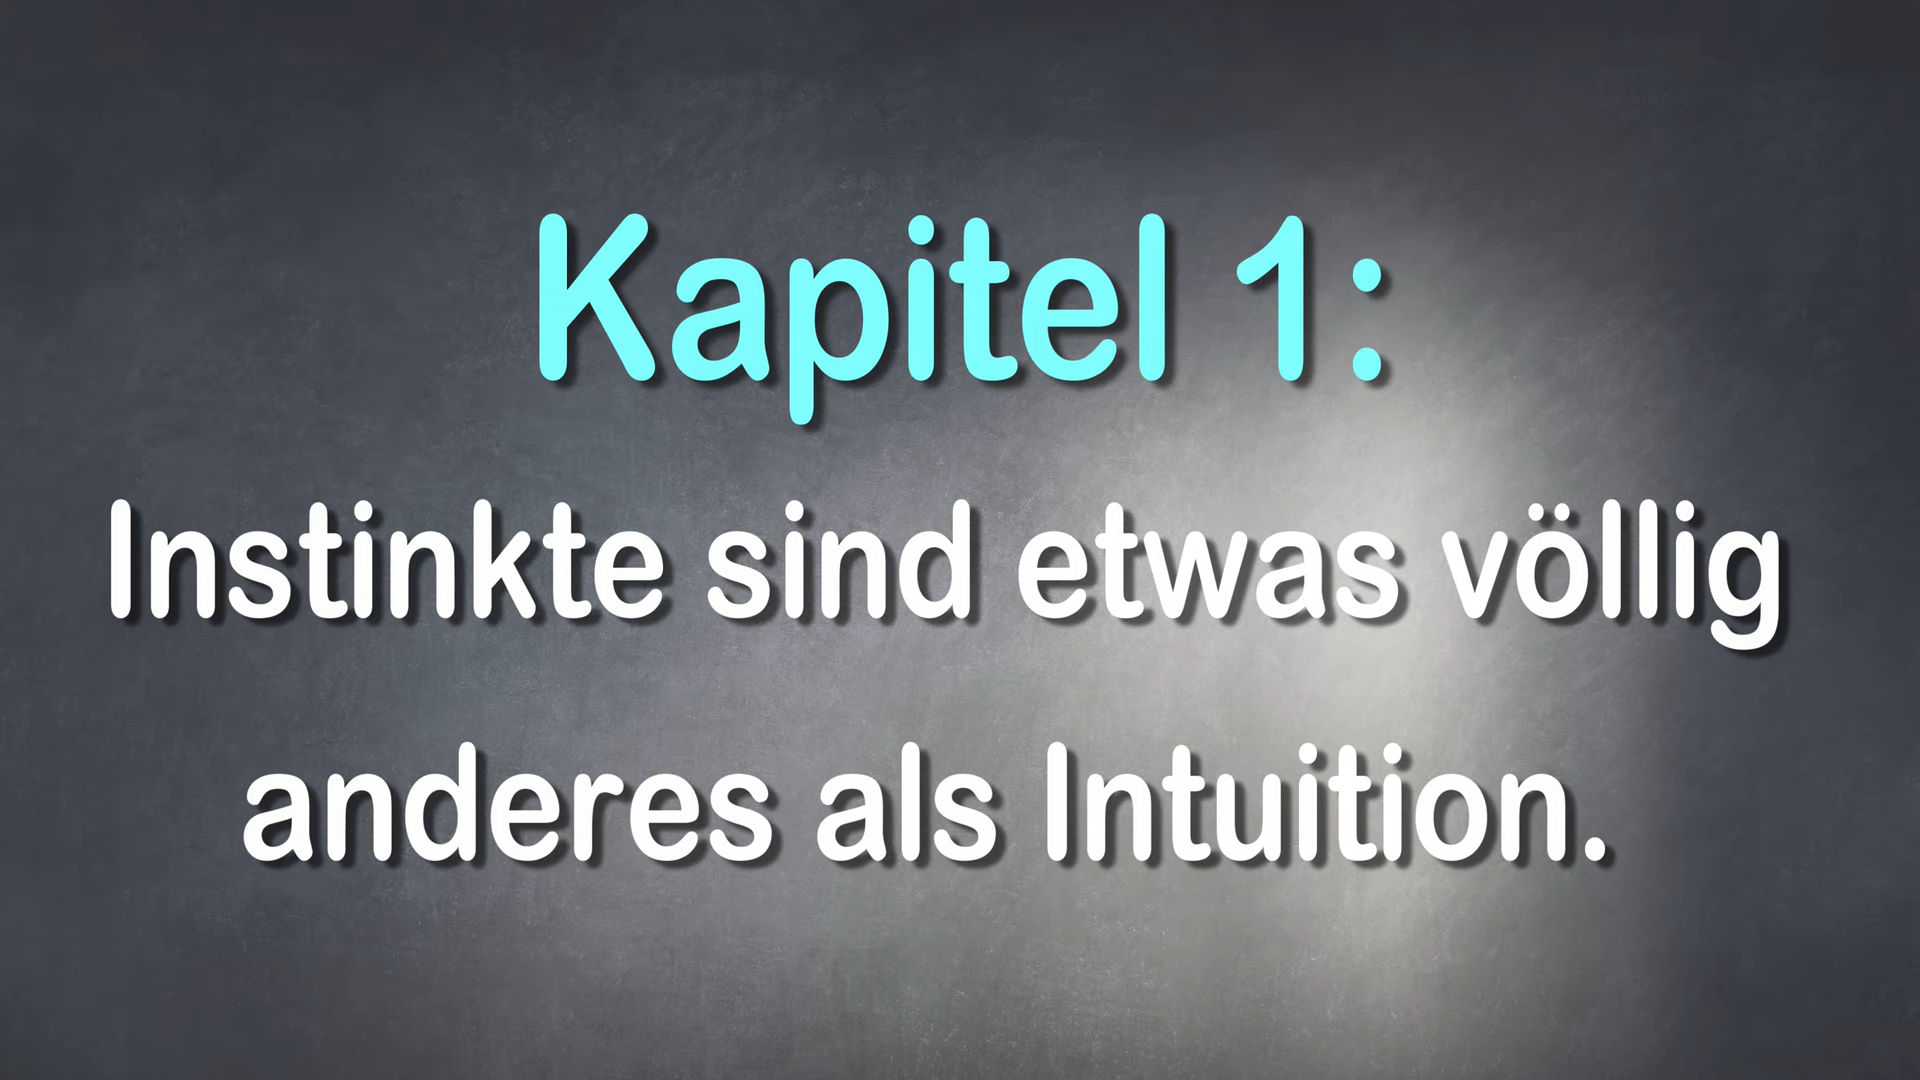 Kapitel 1:
Instinkte sind etwas völlig
anderes als Intuition.